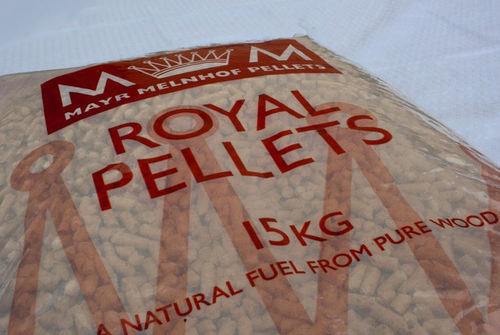 M M
MAYR MELNHOF PELLETS
ROYAL
PELLETS
15KG
A NATURAL FUEL FROM PURE WOOD